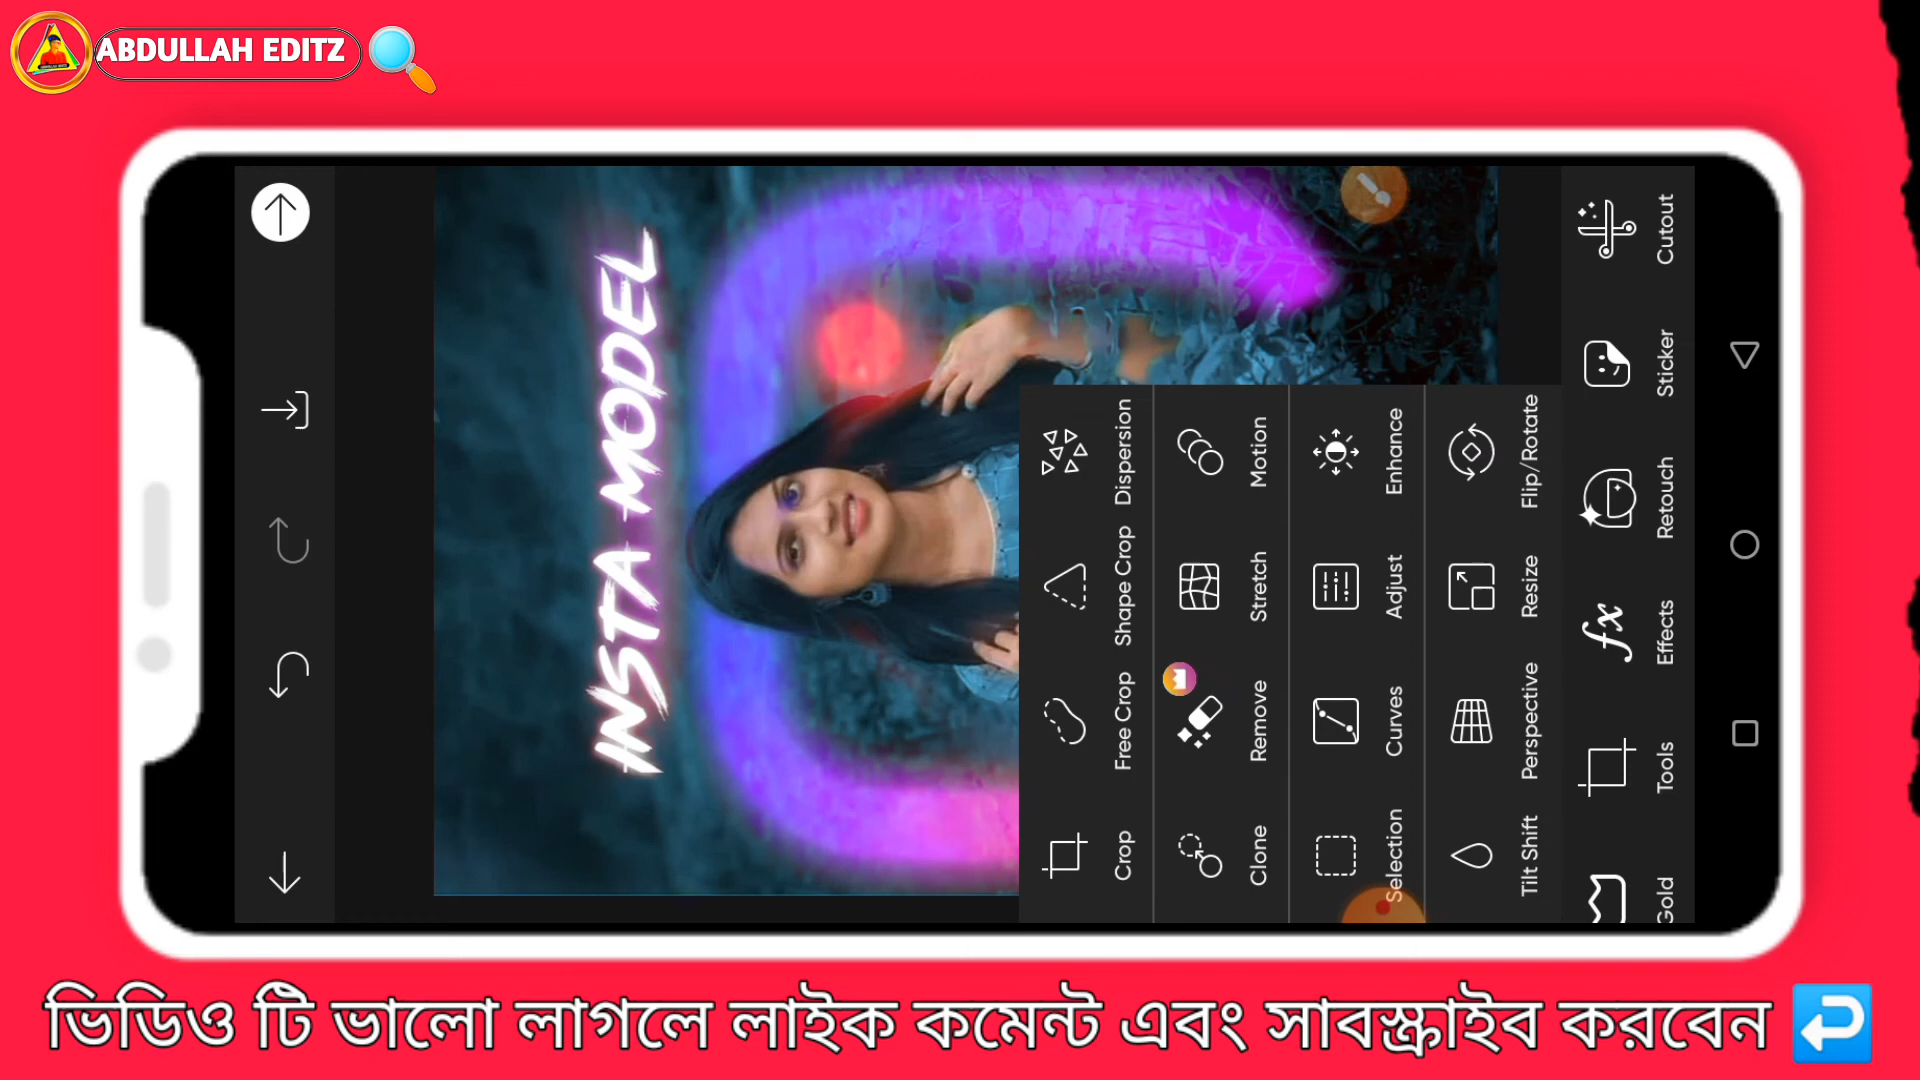 ABDULLAH EDITZ
INSTA MODEL
Dispersion
Motion
Enhance
Flip/Rotate
Shape Crop
Stretch
Adjust
Resize
Free Crop
Remove
Curves
Perspective
Crop
Clone
Selection
Tilt Shift
Cutout
Sticker
Retouch
Effects
Tools
Gold
ভিডিও টি ভালো লাগলে লাইক কমেন্ট এবং সাবস্ক্রাইব করবেন